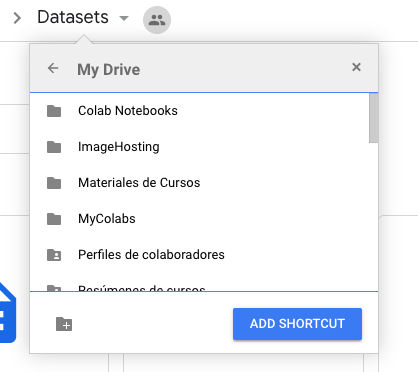 Datasets
My Drive
Colab Notebooks
ImageHosting
Materiales de Cursos
MyColabs
Perfiles de colaboradores
Resúmenes de cursos
ADD SHORTCUT